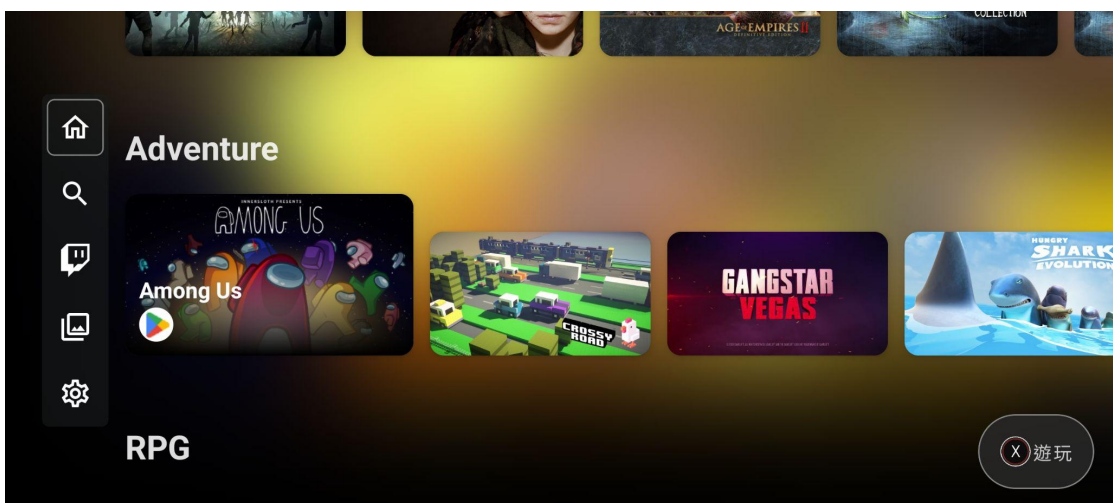 AGE OF EMPIRES II
DEFINITIVE EDITION
COLLECTION
Adventure
INNERSLOTH PRESENTS
AMONG US
Among Us
CROSSY
ROAD
GANGSTAR
VEGAS
HUNGRY
SHARK
EVOLUTION
RPG
X 遊玩